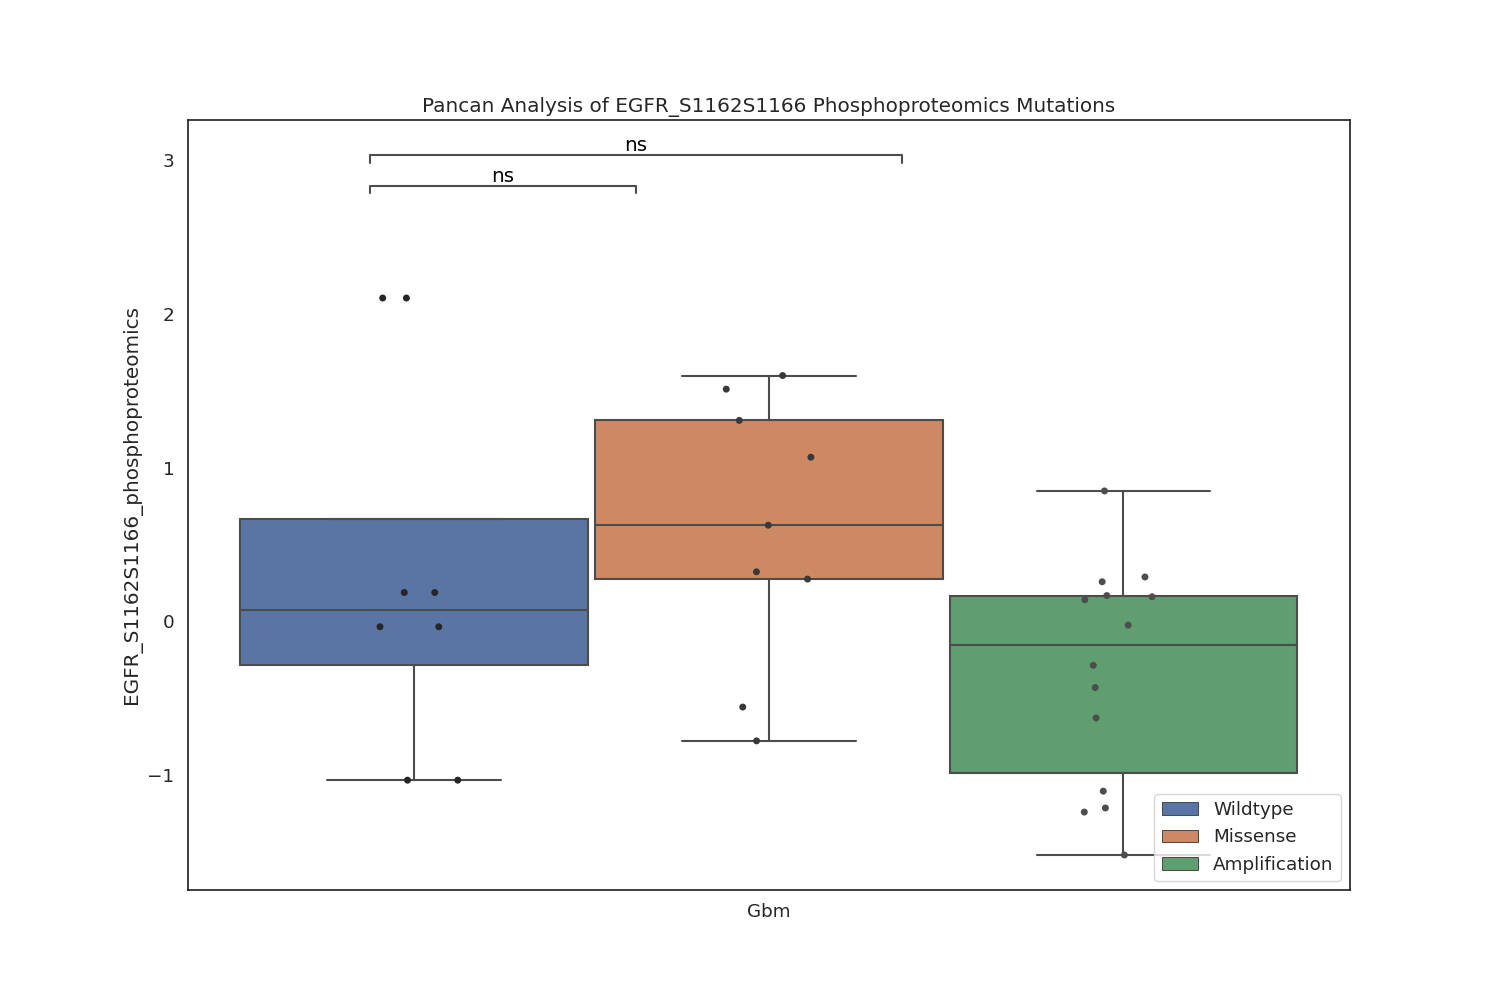 Pancan Analysis of EGFR_S1162S1166 Phosphoproteomics Mutations
EGFR_S1162S1166_phosphoproteomics
3
2
1
0
−1
ns
ns
Wildtype
Missense
Amplification
Gbm